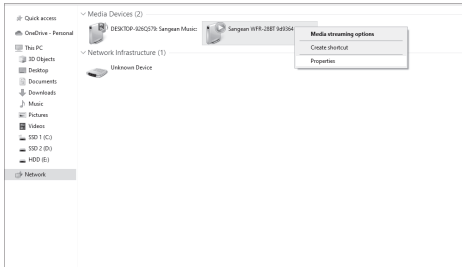 Quick access
OneDrive - Personal
This PC
3D Objects
Desktop
Documents
Downloads
Music
Pictures
Videos
SSD 1 (C:)
SSD 2 (D:)
HDD (E:)
Network
Media Devices (2)
DESKTOP-926Q579: Sangean Music:
Sangean WFR-28BT 9d9364
Network Infrastructure (1)
Unknown Device
Media streaming options
Create shortcut
Properties